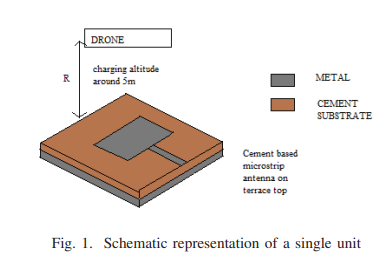 DRONE
R
charging altitude
around 5m
METAL
CEMENT
SUBSTRATE
Cement based
microstrip
antenna on
terrace top
Fig. 1. Schematic representation of a single unit